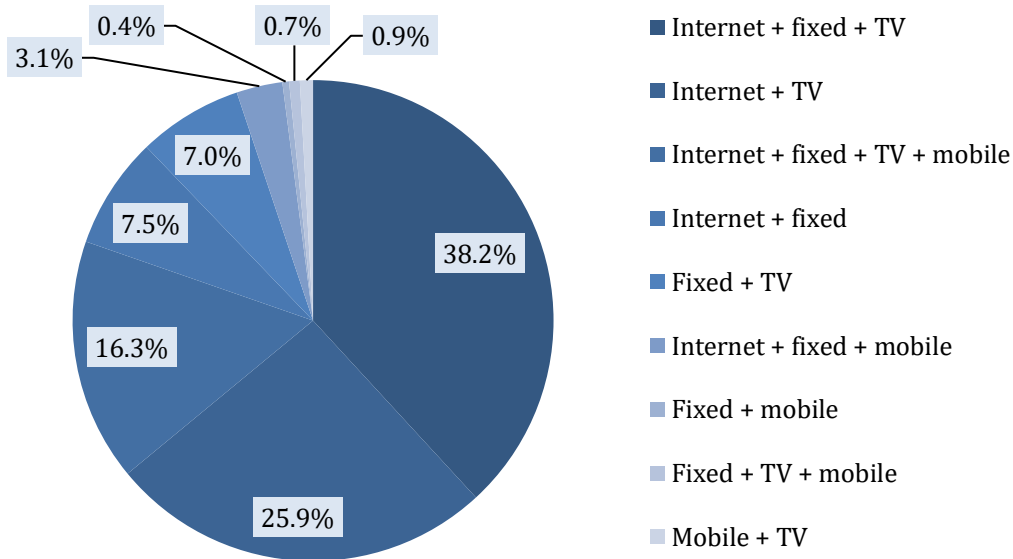 0.4%
0.7%
0.9%
3.1%
7.0%
7.5%
38.2%
16.3%
25.9%
Internet + fixed + TV
Internet + TV
Internet + fixed + TV + mobile
Internet + fixed
Fixed + TV
Internet + fixed + mobile
Fixed + mobile
Fixed + TV + mobile
Mobile + TV